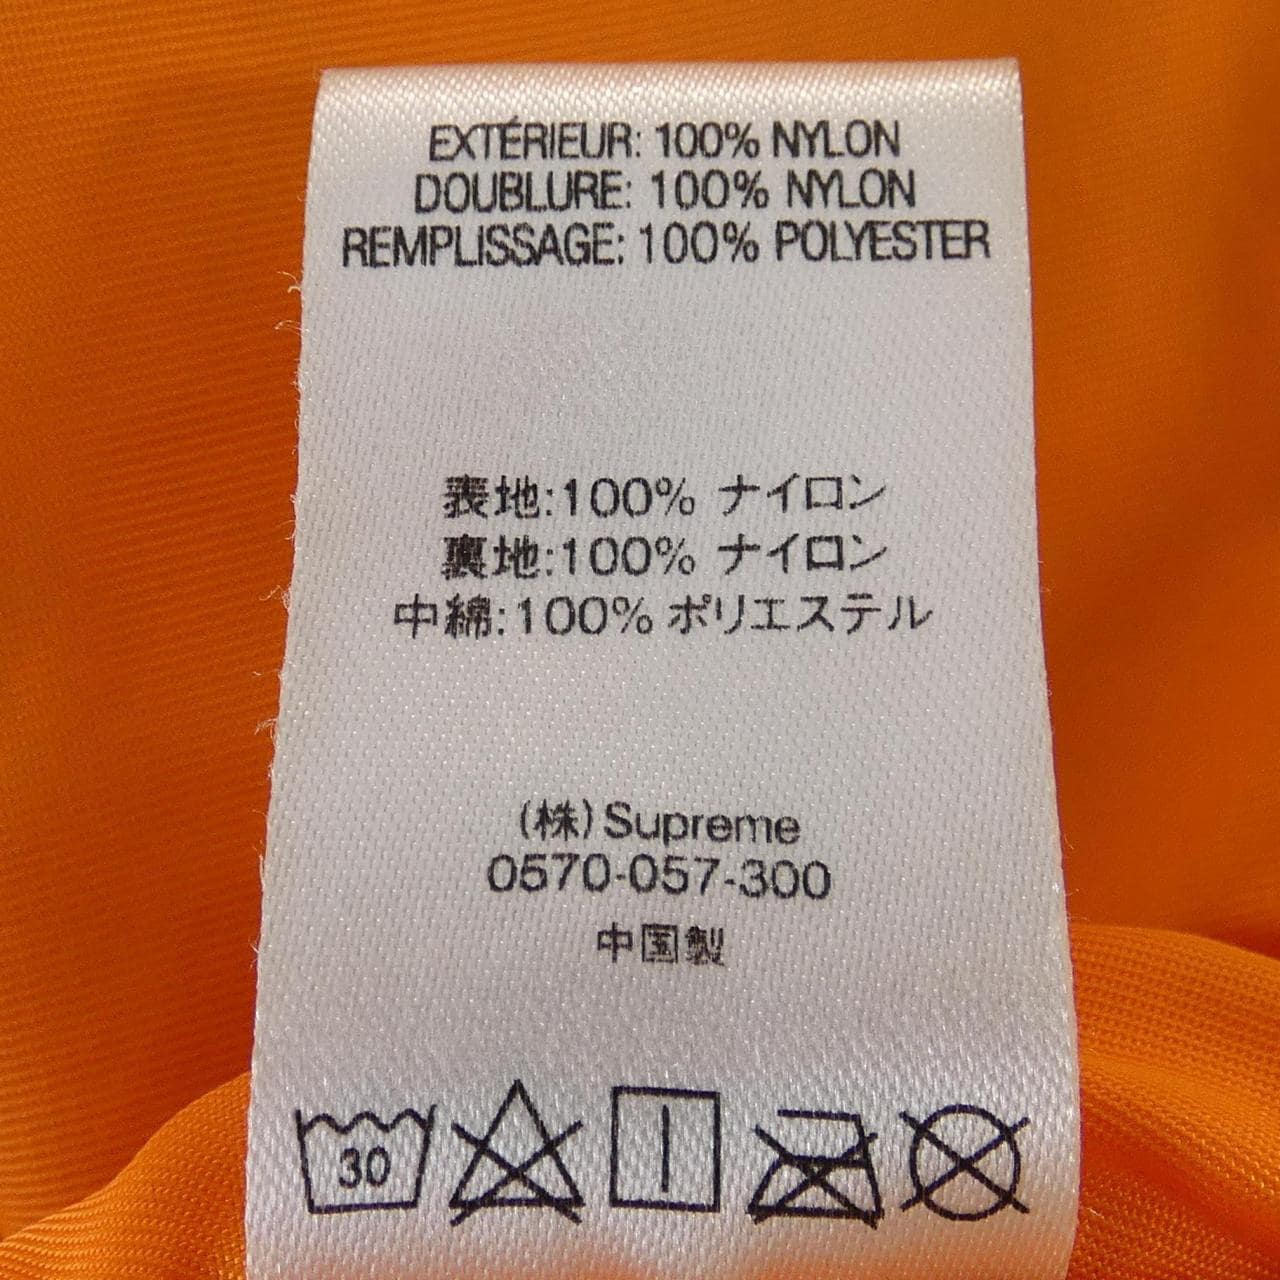 EXTÉRIEUR: 100% NYLON
DOUBLURE: 100% NYLON
REMPLISSAGE: 100% POLYESTER
表地:100% ナイロン
裏地:100% ナイロン
中綿:100% ポリエステル
(株)Supreme
0570-057-300
中国製
30